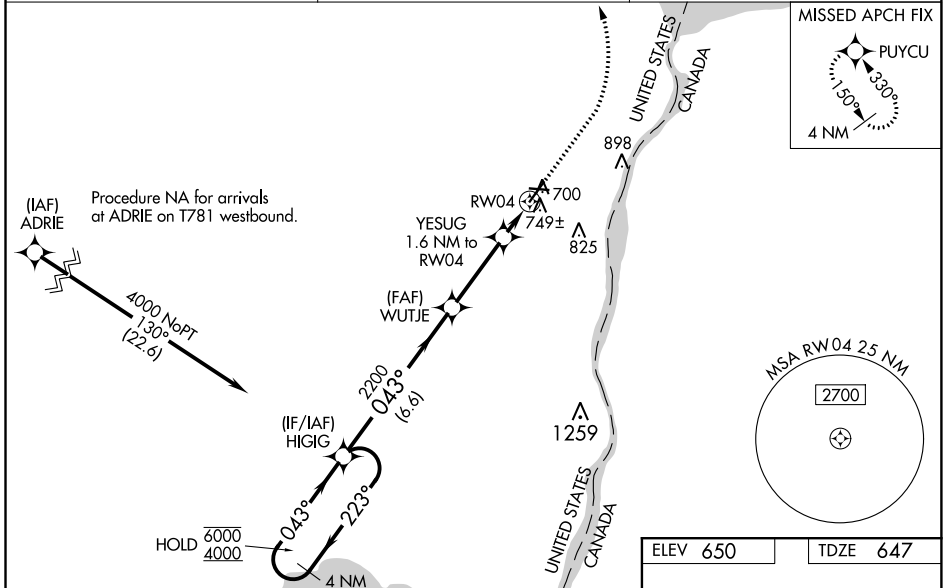 MISSED APCH FIX
PUYCU
330°
150°
4 NM
UNITED STATES
CANADA
898
(IAF)
ADRIE
Procedure NA for arrivals
at ADRIE on T781 westbound.
RW04
700
749±
YESUG
1.6 NM to
RW04
825
(FAF)
WUTJE
4000 NoPT
130°
(22.6)
2200
043°
(6.6)
MSA RW04 25 NM
2700
(IF/IAF)
HIGIG
1259
043°
223°
HOLD 6000
4000
4 NM
UNITED STATES
CANADA
ELEV 650
TDZE 647